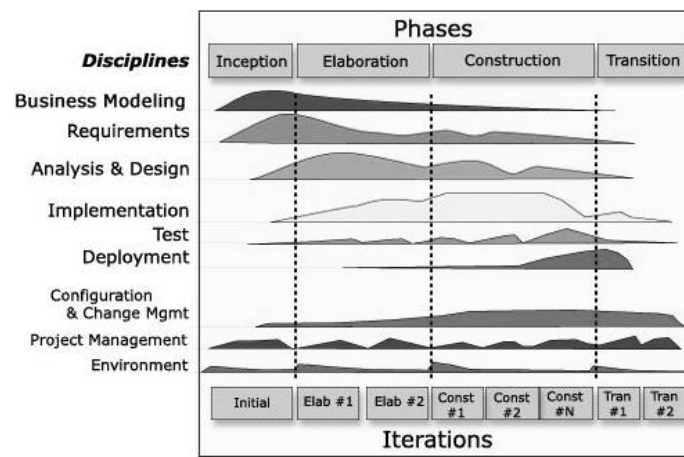 Phases
Disciplines
Inception
Elaboration
Construction
Transition
Business Modeling
Requirements
Analysis & Design
Implementation
Test
Deployment
Configuration
& Change Mgmt
Project Management
Environment
Initial
Elab #1
Elab #2
Const
#1
Const
#2
Const
#N
Tran
#1
Tran
#2
Iterations